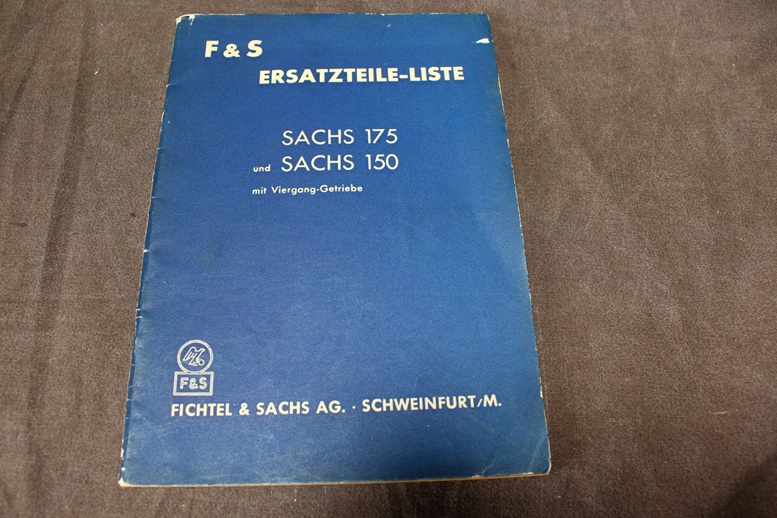 F & S
ERSATZTEILE-LISTE
SACHS 175
und SACHS 150
mit Viergang-Getriebe
F&S
FICHTEL & SACHS AG. · SCHWEINFURT/M.